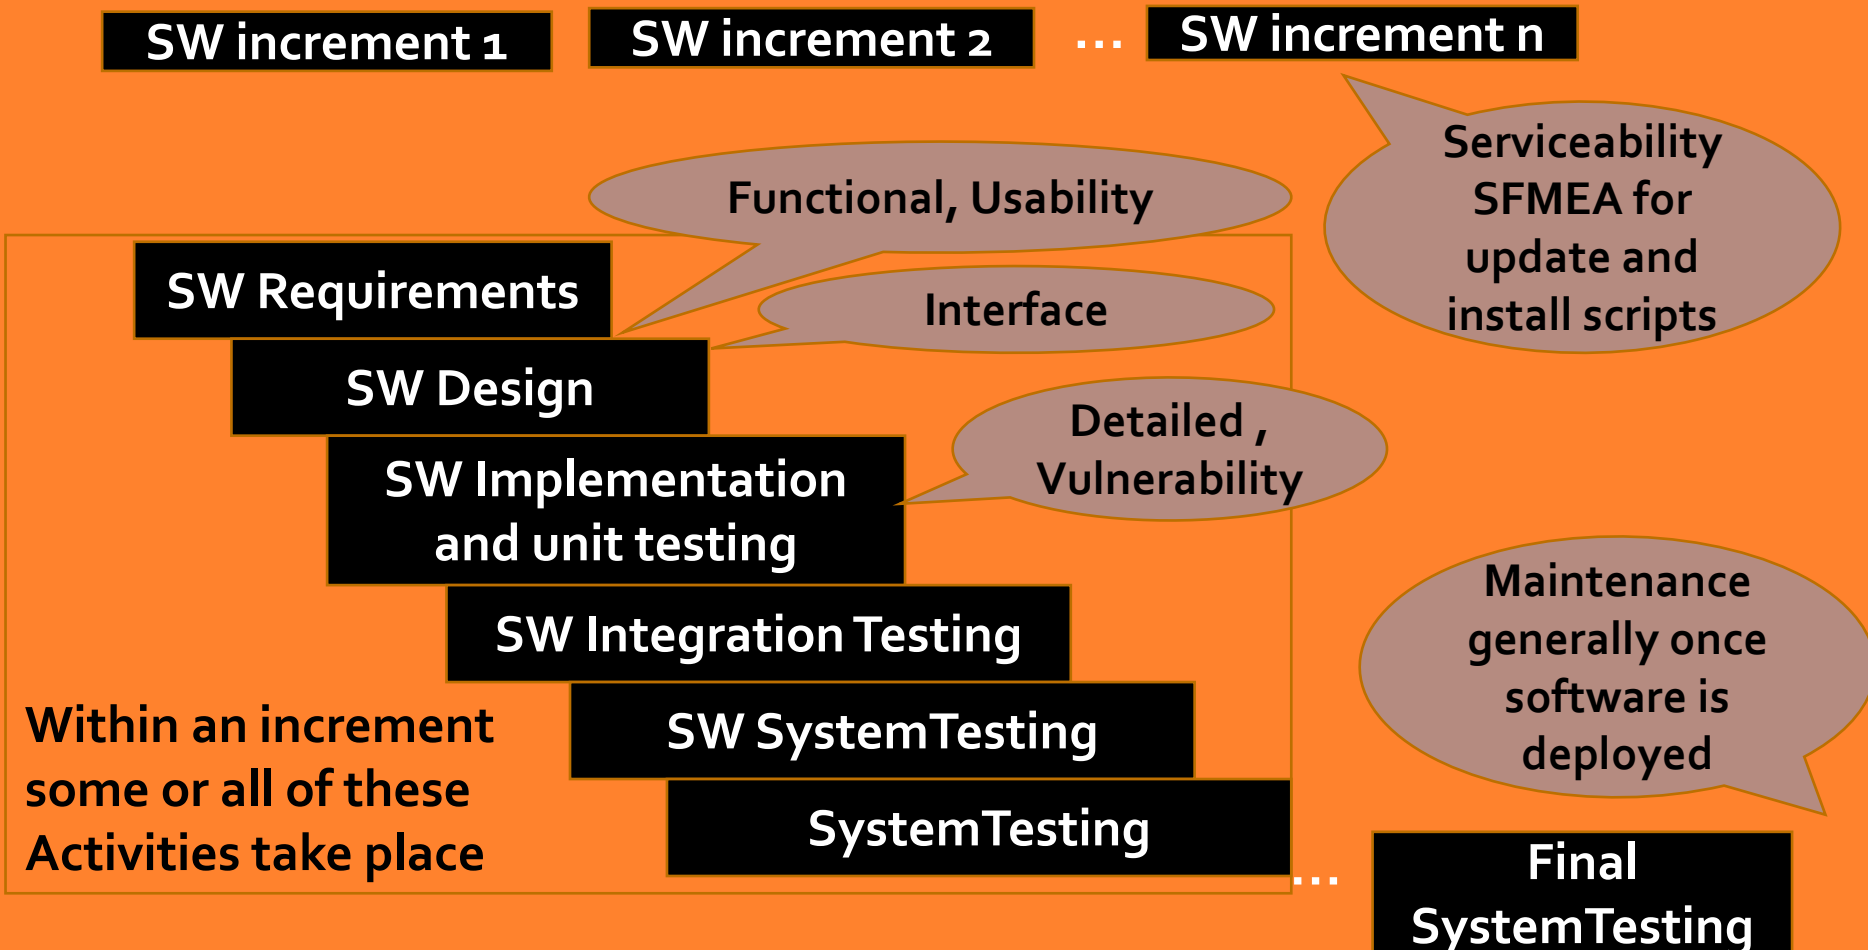 SW increment 1
SW increment 2
...
SW increment n
Serviceability
SFMEA for
update and
install scripts
Functional, Usability
SW Requirements
Interface
SW Design
Detailed ,
Vulnerability
SW Implementation
and unit testing
SW Integration Testing
Maintenance
generally once
software is
deployed
Within an increment
some or all of these
Activities take place
SW SystemTesting
SystemTesting
...
Final
SystemTesting